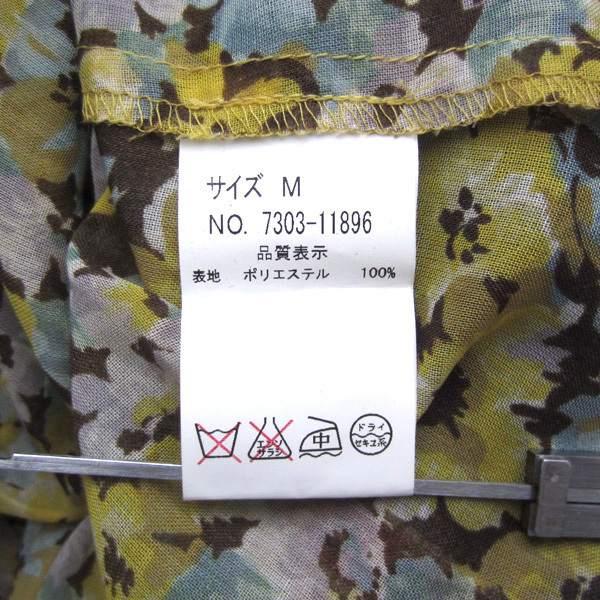 サイズ M
NO. 7303-11896
品質表示
表地 ポリエステル 100%
エンソ
サラシ
中
ドライ
セキユ系